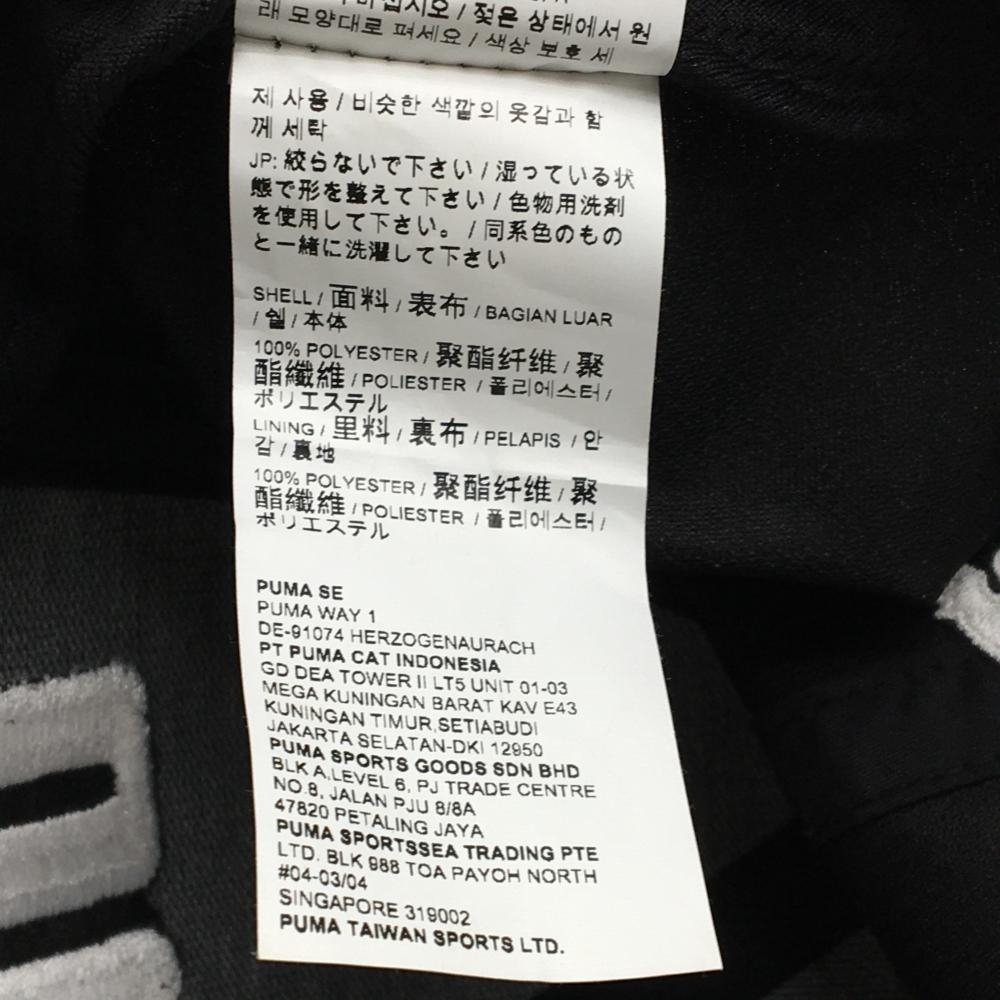 / 젖은 상태에서 원
래 모양대로 펴세요 / 색상 보호 세
제 사용 / 비슷한 색깔의 옷감과 함
께 세탁
JP: 絞らないで下さい / 湿っている状
態で形を整えて下さい / 色物用洗剤
を使用して下さい。 / 同系色のもの
と一緒に洗濯して下さい
SHELL / 面料 / 表布 / BAGIAN LUAR
/ 쉘 / 本体
100% POLYESTER / 聚酯纤维 / 聚
酯纖維 / POLIESTER / 폴리에스터 /
ポリエステル
LINING / 里料 / 裏布 / PELAPIS / 안
감 / 裏地
100% POLYESTER / 聚酯纤维 / 聚
酯纖維 / POLIESTER / 폴리에스터 /
ポリエステル
PUMA SE
PUMA WAY 1
DE-91074 HERZOGENAURACH
PT PUMA CAT INDONESIA
GD DEA TOWER II LT5 UNIT 01-03
MEGA KUNINGAN BARAT KAV E43
KUNINGAN TIMUR,SETIABUDI
JAKARTA SELATAN-DKI 12950
PUMA SPORTS GOODS SDN BHD
BLK A,LEVEL 6, PJ TRADE CENTRE
NO.8, JALAN PJU 8/8A
47820 PETALING JAYA
PUMA SPORTSSEA TRADING PTE
LTD. BLK 988 TOA PAYOH NORTH
#04-03/04
SINGAPORE 319002
PUMA TAIWAN SPORTS LTD.